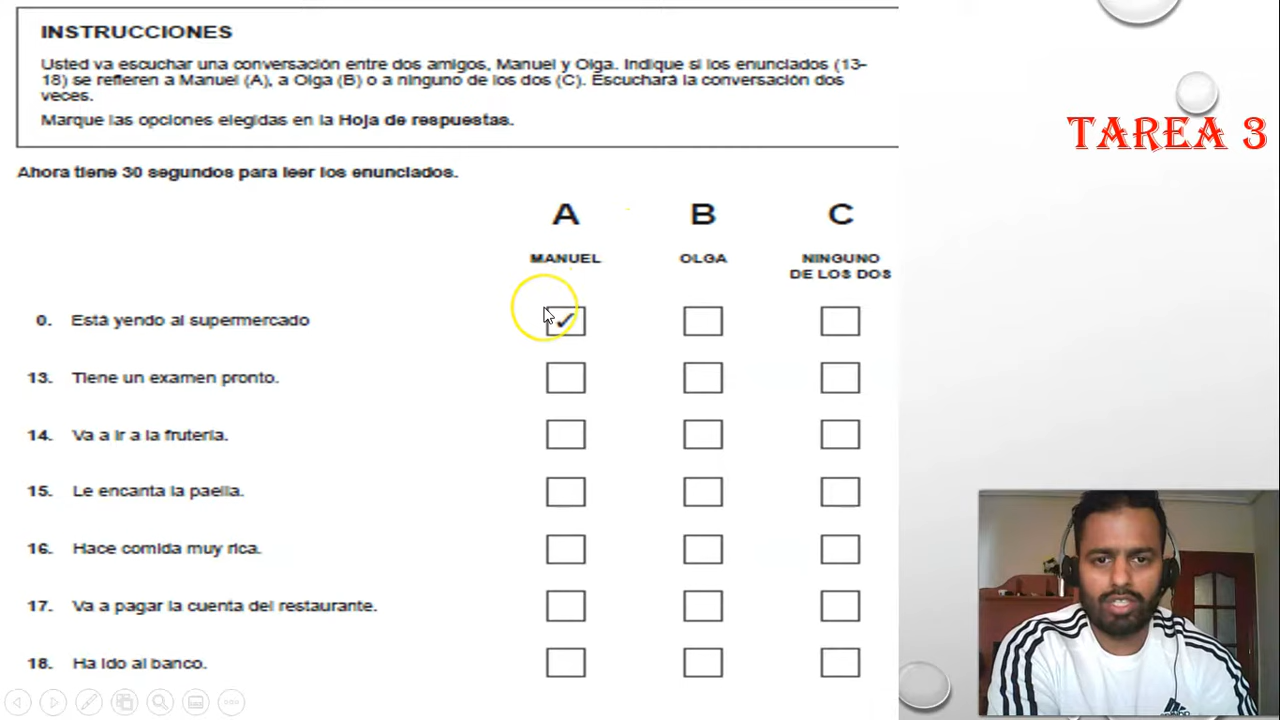 INSTRUCCIONES
Usted va escuchar una conversación entre dos amigos, Manuel y Olga. Indique si los enunciados (13-
18) se refieren a Manuel (A), a Olga (B) o a ninguno de los dos (C). Escuchará la conversación dos
veces.
Marque las opciones elegidas en la Hoja de respuestas.
TAREA 3
Ahora tiene 30 segundos para leer los enunciados.
A B C
MANUEL OLGA NINGUNO
DE LOS DOS
0. Está yendo al supermercado
13. Tiene un examen pronto.
14. Va a ir a la frutería.
15. Le encanta la paella.
16. Hace comida muy rica.
17. Va a pagar la cuenta del restaurante.
18. Ha ido al banco.